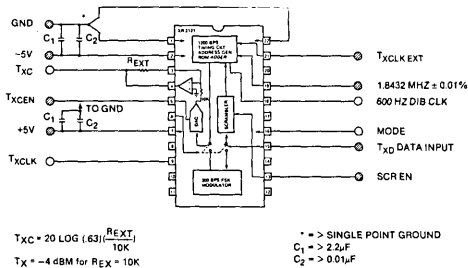 GND
*
C1
C2
−5V
TXC
REXT
TXCEN
TO GND
C1
C2
+5V
TXCLK
XR 2121
1200 BPS
TIMING CKT
ADDRESS GEN
ROM ADDER
DAC
SCRAMBLER
300 BPS FSK
MODULATOR
TXCLK EXT
1.8432 MHZ ± 0.01%
600 HZ DIB CLK
MODE
TXD DATA INPUT
SCR EN
TXC = 20 LOG (.63)(REXT/10K)
TX = −4 dBM for REX = 10K
* = > SINGLE POINT GROUND
C1 = > 2.2µF
C2 = > 0.01µF